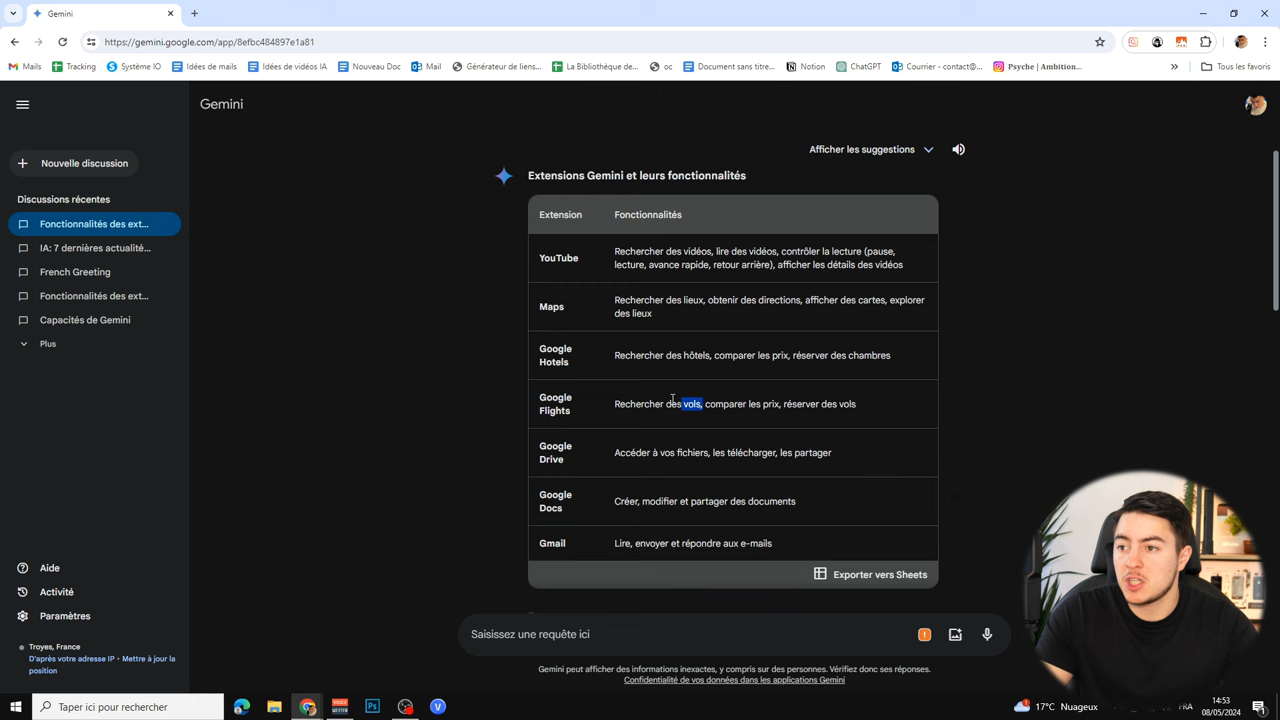 Gemini
https://gemini.google.com/app/8efbc484897e1a81
Mails
Tracking
Système IO
Idées de mails
Idées de vidéos IA
Nouveau Doc
Mail
Générateur de liens...
La Bibliothèque de...
oc
Document sans titre...
Notion
ChatGPT
Courrier - contact@...
Psyche | Ambition...
»
Tous les favoris
Gemini
Nouvelle discussion
Discussions récentes
Fonctionnalités des ext...
IA: 7 dernières actualité...
French Greeting
Fonctionnalités des ext...
Capacités de Gemini
Plus
Aide
Activité
Paramètres
Troyes, France
D'après votre adresse IP • Mettre à jour la
position
Afficher les suggestions
Extensions Gemini et leurs fonctionnalités
Extension Fonctionnalités
YouTube
Rechercher des vidéos, lire des vidéos, contrôler la lecture (pause,
lecture, avance rapide, retour arrière), afficher les détails des vidéos
Maps
Rechercher des lieux, obtenir des directions, afficher des cartes, explorer
des lieux
Google
Hotels
Rechercher des hôtels, comparer les prix, réserver des chambres
Google
Flights
Rechercher des vols, comparer les prix, réserver des vols
Google
Drive
Accéder à vos fichiers, les télécharger, les partager
Google
Docs
Créer, modifier et partager des documents
Gmail
Lire, envoyer et répondre aux e-mails
Exporter vers Sheets
Saisissez une requête ici
Gemini peut afficher des informations inexactes, y compris sur des personnes. Vérifiez donc ses réponses.
Confidentialité de vos données dans les applications Gemini
Taper ici pour rechercher
17°C Nuageux
FR
14:53
08/05/2024